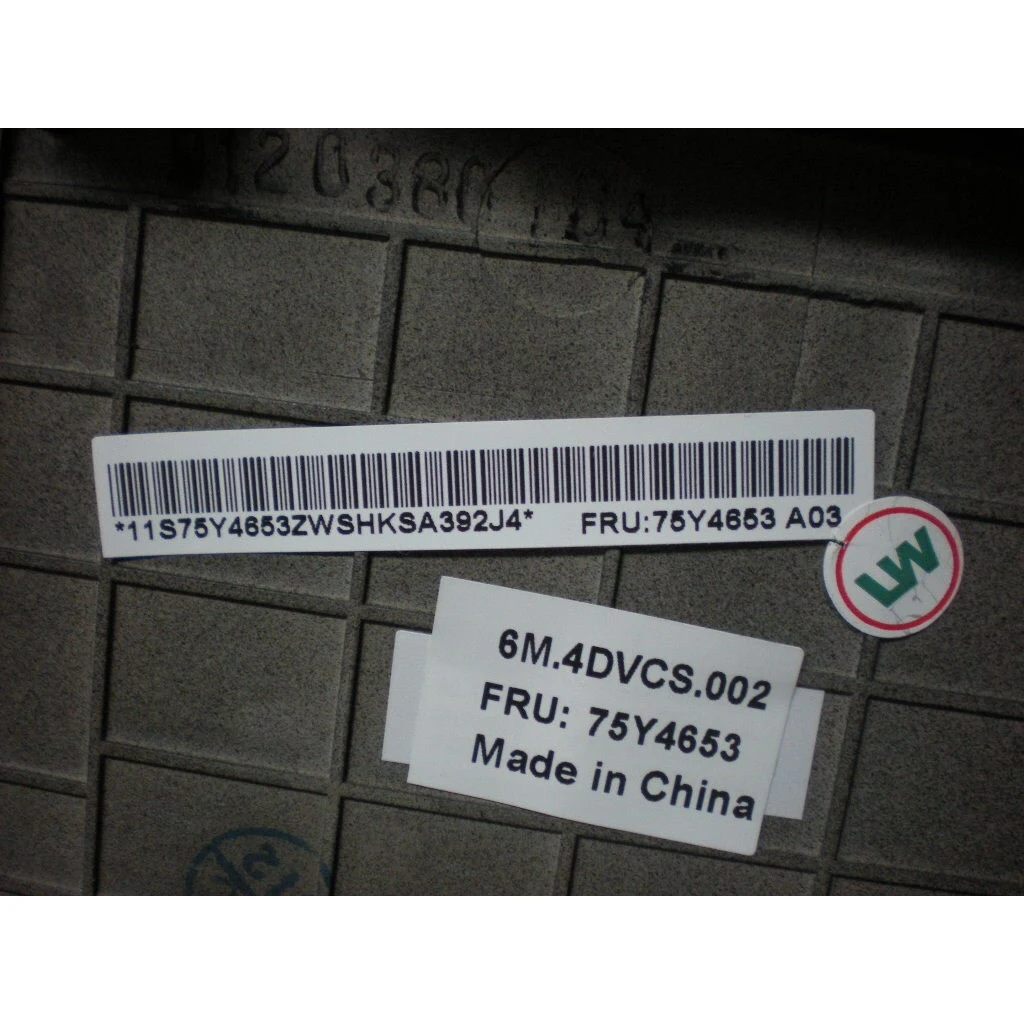 *11S75Y4653ZWSHKSA392J4* FRU:75Y4653 A03
LW
6M.4DVCS.002
FRU: 75Y4653
Made in China